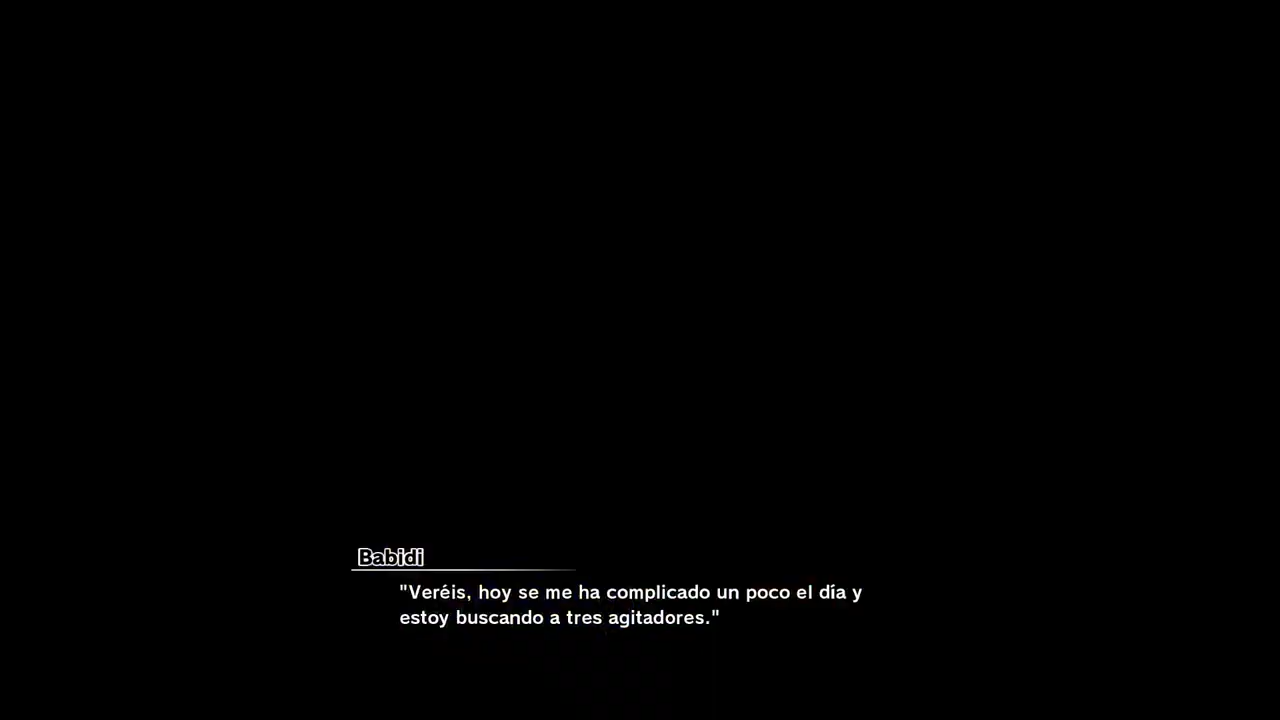 Babidi
"Veréis, hoy se me ha complicado un poco el día y
estoy buscando a tres agitadores."